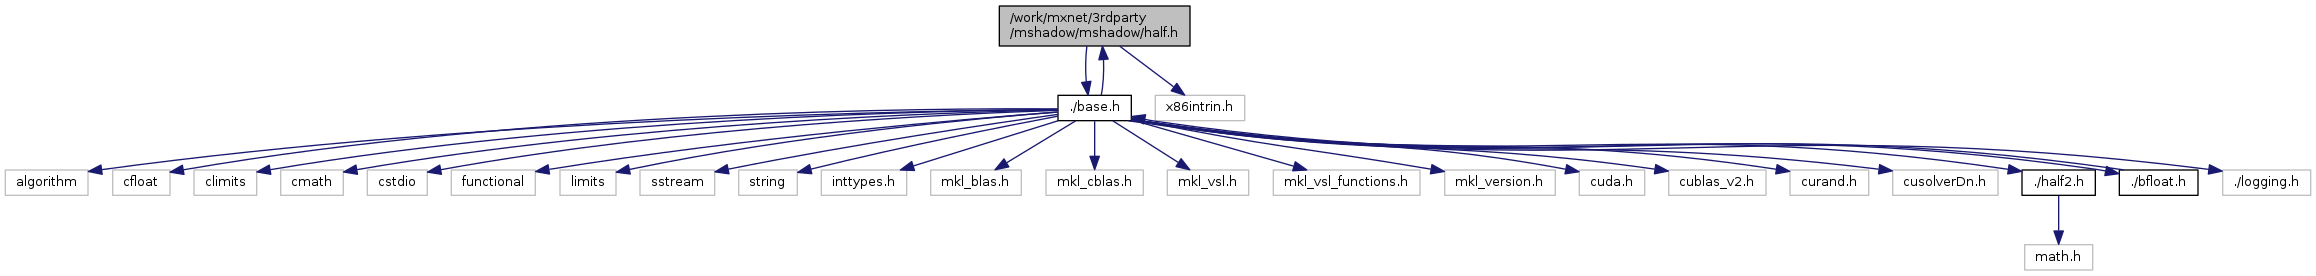 /work/mxnet/3rdparty
/mshadow/mshadow/half.h
./base.h
x86intrin.h
algorithm
cfloat
climits
cmath
cstdio
functional
limits
sstream
string
inttypes.h
mkl_blas.h
mkl_cblas.h
mkl_vsl.h
mkl_vsl_functions.h
mkl_version.h
cuda.h
cublas_v2.h
curand.h
cusolverDn.h
./half2.h
./bfloat.h
./logging.h
math.h